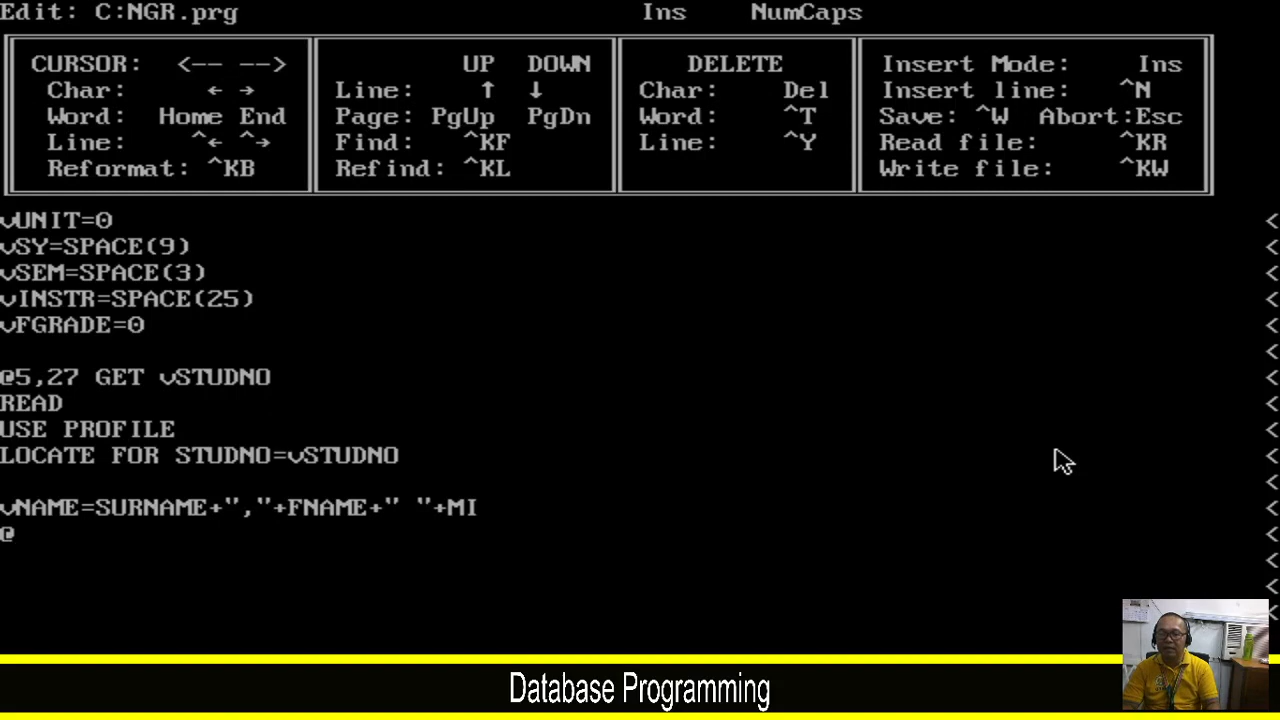 Edit: C:NGR.prg Ins NumCaps
CURSOR: <-- -->
Char: ← →
Word: Home End
Line: ^← ^→
Reformat: ^KB
UP DOWN
Line: ↑ ↓
Page: PgUp PgDn
Find: ^KF
Refind: ^KL
DELETE
Char: Del
Word: ^T
Line: ^Y
Insert Mode: Ins
Insert line: ^N
Save: ^W Abort:Esc
Read file: ^KR
Write file: ^KW
vUNIT=0 <
vSY=SPACE(9) <
vSEM=SPACE(3) <
vINSTR=SPACE(25) <
vFGRADE=0 <
<
@5,27 GET vSTUDNO <
READ <
USE PROFILE <
LOCATE FOR STUDNO=vSTUDNO <
<
vNAME=SURNAME+","+FNAME+" "+MI <
@ <
<
<
<
Database Programming